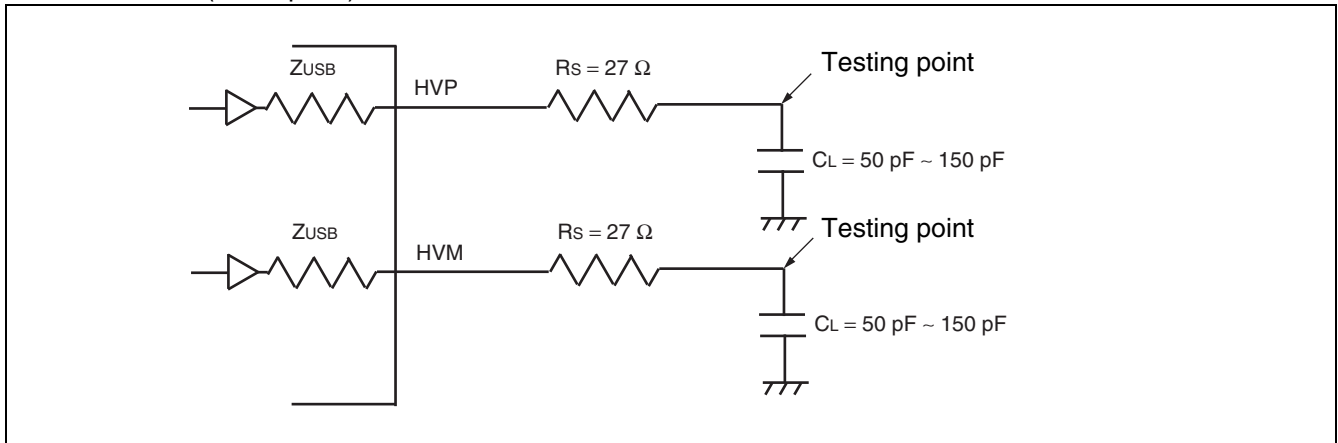 ZUSB
HVP
RS = 27 Ω
Testing point
CL = 50 pF ~ 150 pF
ZUSB
HVM
RS = 27 Ω
Testing point
CL = 50 pF ~ 150 pF